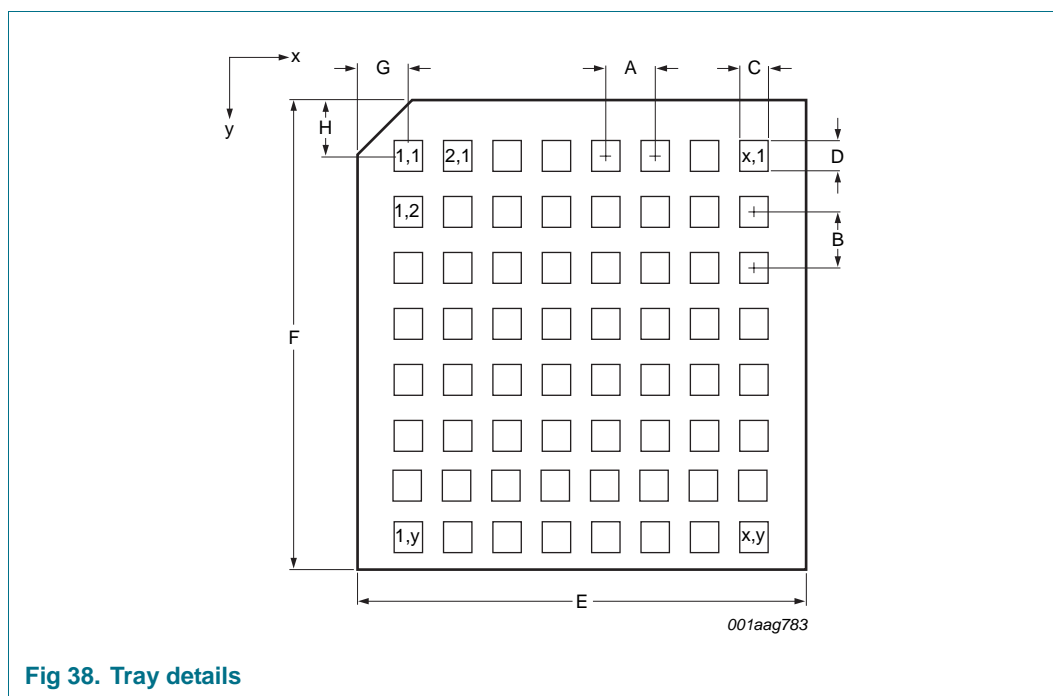 x
G
A
C
y
H
1,1
2,1
x,1
D
1,2
B
F
1,y
x,y
E
001aag783
Fig 38. Tray details